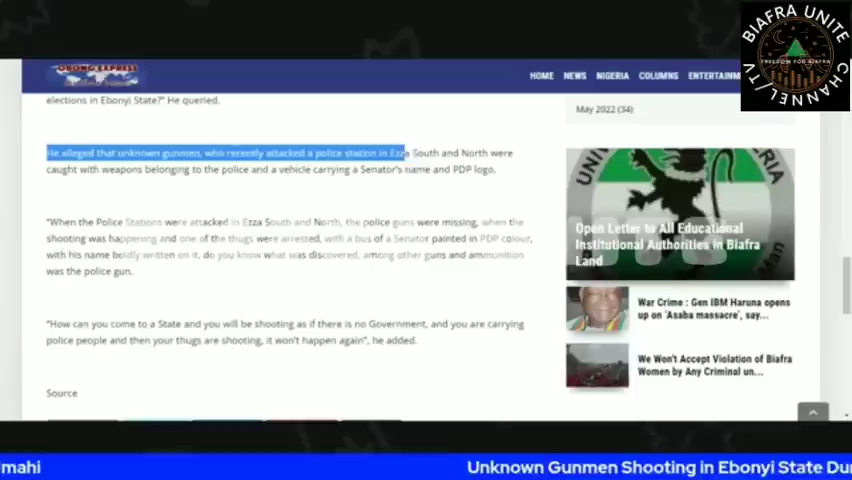 BIAFRA UNITE
FREEDOM FOR BIAFRA
CHANNEL/TV
OBONG EXPRESS
HOME NEWS NIGERIA COLUMNS ENTERTAINM
elections in Ebonyi State?" He queried.
May 2022 (34)
He alleged that unknown gunmen, who recently attacked a police station in Ezza South and North were
caught with weapons belonging to the police and a vehicle carrying a Senator's name and PDP logo.
"When the Police Stations were attacked in Ezza South and North, the police guns were missing, when the
shooting was happening and one of the thugs were arrested, with a bus of a Senator painted in PDP colour,
with his name boldly written on it, do you know what was discovered, among other guns and ammunition
was the police gun.
"How can you come to a State and you will be shooting as if there is no Government, and you are carrying
police people and then your thugs are shooting, it won't happen again", he added.
Source
Open Letter to All Educational
Institutional Authorities in Biafra
Land
War Crime : Gen IBM Haruna opens
up on 'Asaba massacre', say...
We Won't Accept Violation of Biafra
Women by Any Criminal un...
Umahi Unknown Gunmen Shooting in Ebonyi State Dur